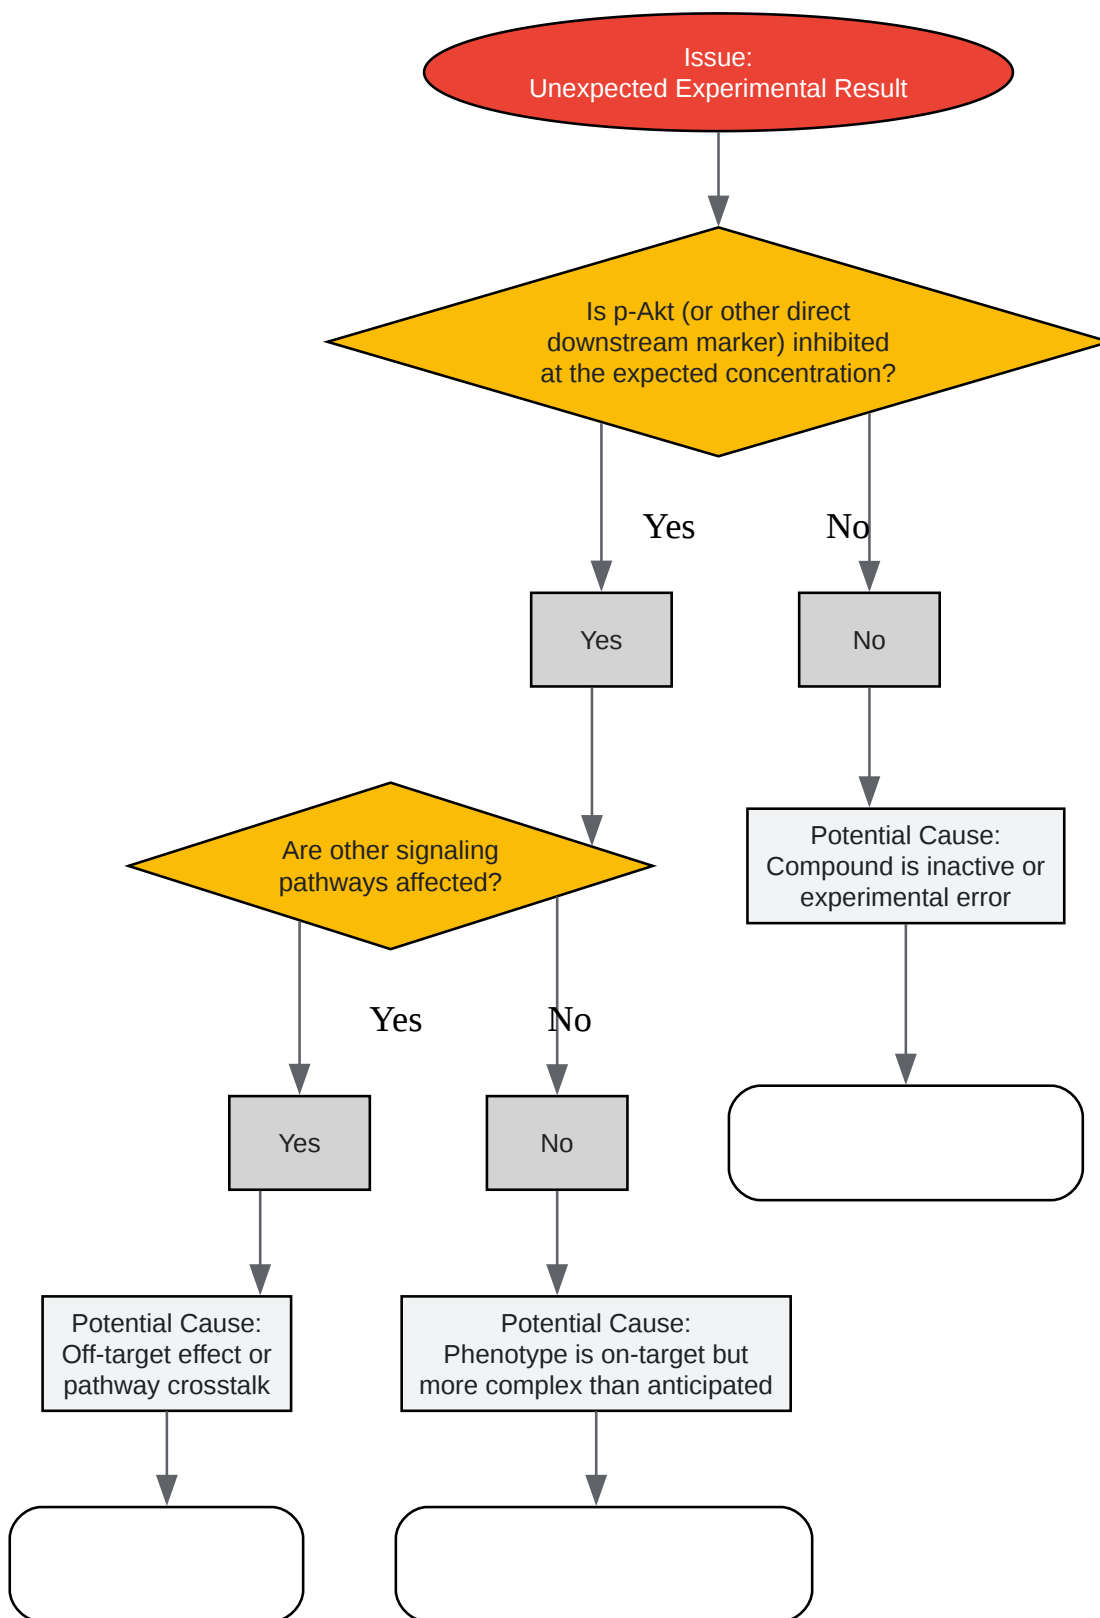 Issue:
Unexpected Experimental Result
Is p-Akt (or other direct
downstream marker) inhibited
at the expected concentration?
Yes
No
Yes
No
Are other signaling
pathways affected?
Potential Cause:
Compound is inactive or
experimental error
Yes
No
Yes
No
Potential Cause:
Off-target effect or
pathway crosstalk
Potential Cause:
Phenotype is on-target but
more complex than anticipated